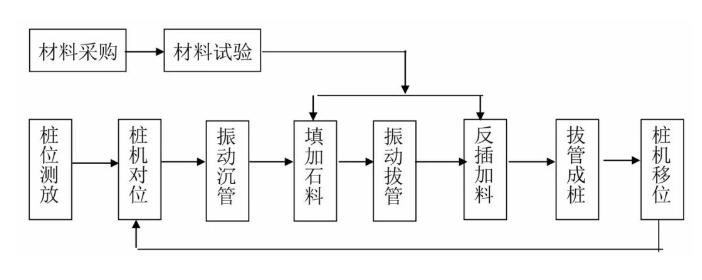 材料采购
材料试验
桩位测放
桩机对位
振动沉管
填加石料
振动拔管
反插加料
拔管成桩
桩机移位